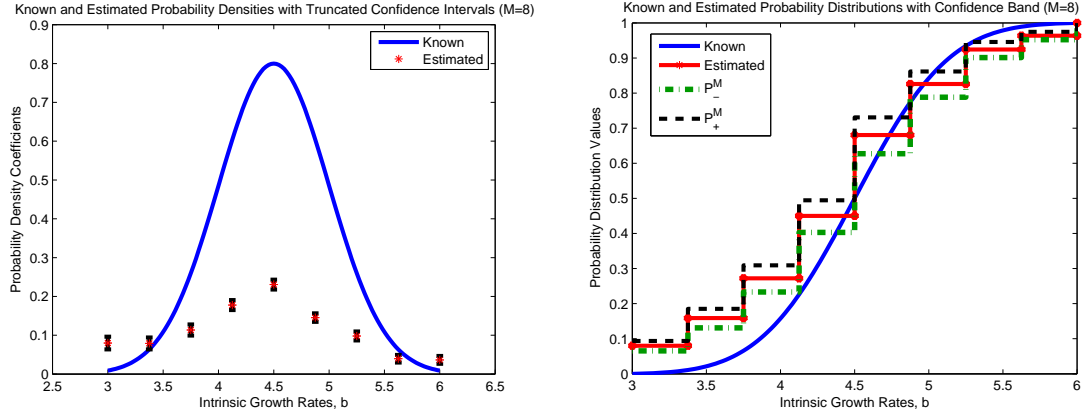 Known and Estimated Probability Densities with Truncated Confidence Intervals (M=8)
0.9
0.8
0.7
0.6
0.5
0.4
0.3
0.2
0.1
0
Probability Density Coefficients
Known
Estimated
2.5 3 3.5 4 4.5 5 5.5 6 6.5
Intrinsic Growth Rates, b
Known and Estimated Probability Distributions with Confidence Band (M=8)
1
0.9
0.8
0.7
0.6
0.5
0.4
0.3
0.2
0.1
0
Probability Distribution Values
Known
Estimated
P_-^M
P_+^M
3 3.5 4 4.5 5 5.5 6
Intrinsic Growth Rates, b